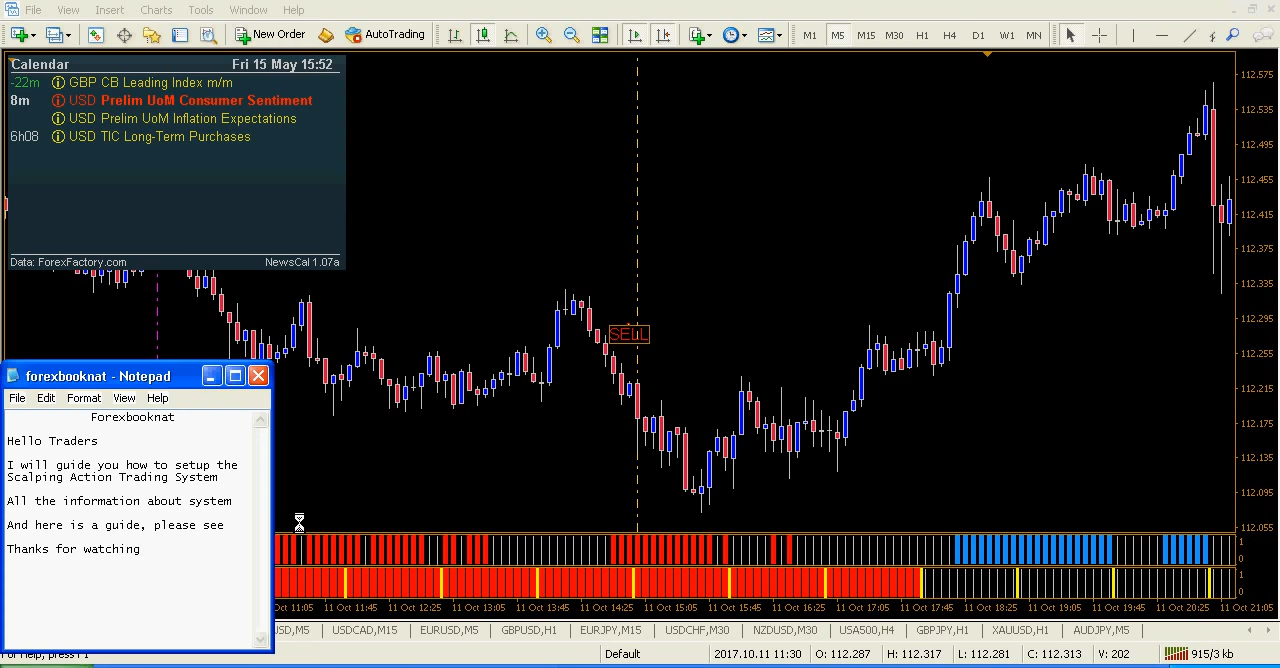 File View Insert Charts Tools Window Help
New Order AutoTrading M1 M5 M15 M30 H1 H4 D1 W1 MN
Calendar Fri 15 May 15:52
-22m GBP CB Leading Index m/m
8m USD Prelim UoM Consumer Sentiment
USD Prelim UoM Inflation Expectations
6h08 USD TIC Long-Term Purchases
Data: ForexFactory.com NewsCal 1.07a
112.575
112.535
112.495
112.455
112.415
112.375
112.335
112.295
112.255
112.215
112.175
112.135
112.095
112.055
SELL
forexbooknat - Notepad
File Edit Format View Help
Forexbooknat
Hello Traders
I will guide you how to setup the
Scalping Action Trading System
All the information about system
And here is a guide, please see
Thanks for watching
1
0
1
0
Oct 11:05 11 Oct 11:45 11 Oct 12:25 11 Oct 13:05 11 Oct 13:45 11 Oct 14:25 11 Oct 15:05 11 Oct 15:45 11 Oct 16:25 11 Oct 17:05 11 Oct 17:45 11 Oct 18:25 11 Oct 19:05 11 Oct 19:45 11 Oct 20:25 11 Oct 21:05
SD,M5 USDCAD,M15 EURUSD,M5 GBPUSD,H1 EURJPY,M15 USDCHF,M30 NZDUSD,M30 USA500,H4 GBPJPY,H1 XAUUSD,H1 AUDJPY,M5
For Help, press F1 Default 2017.10.11 11:30 O: 112.287 H: 112.317 L: 112.281 C: 112.313 V: 202 915/3 kb